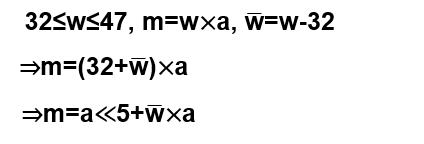 32≤w≤47, m=w×a, w̅=w-32
⇒m=(32+w̅)×a
⇒m=a≪5+w̅×a